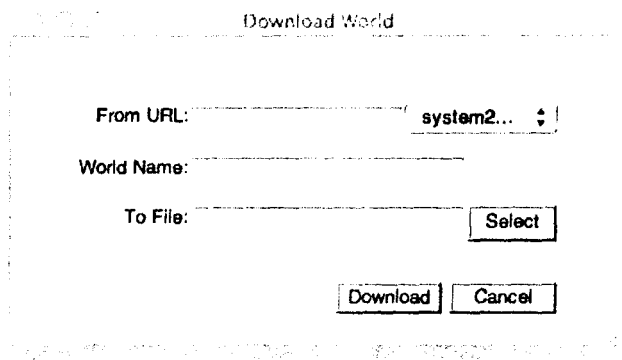 Download World
From URL: system2...
World Name:
To File: Select
Download Cancel